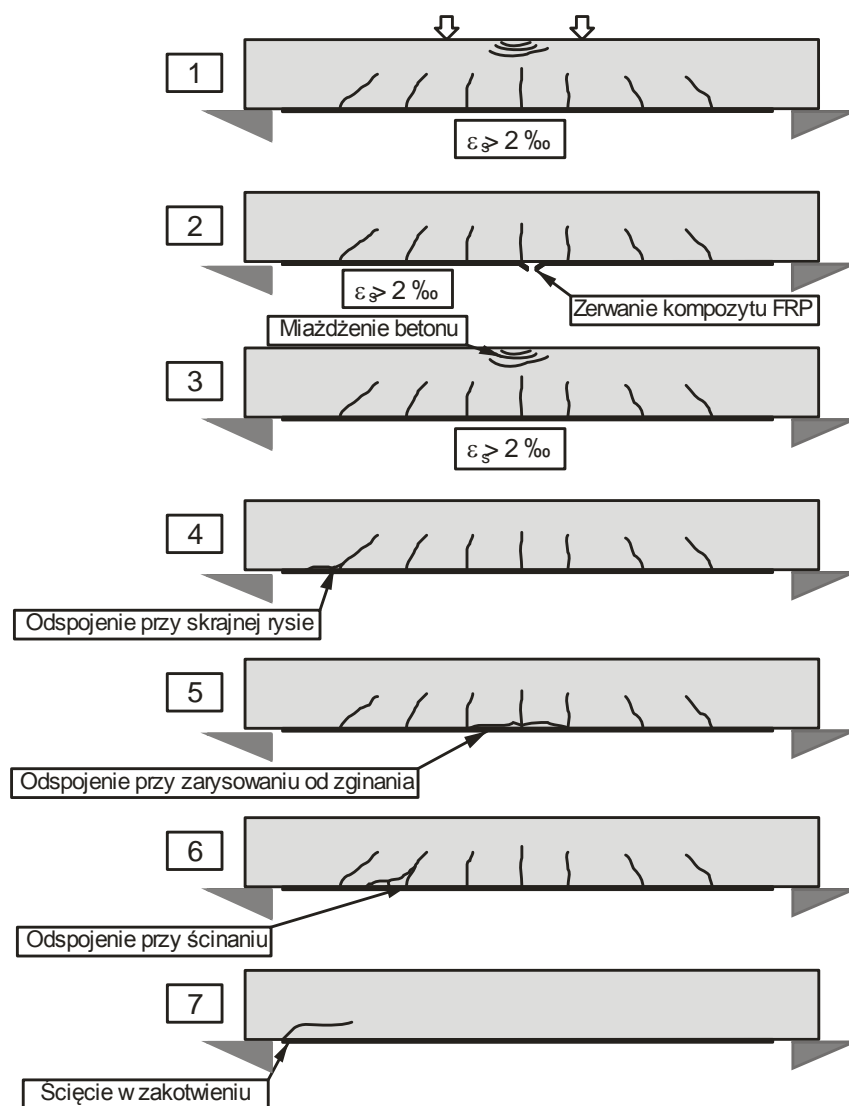 1
εs> 2 ‰
2
εs> 2 ‰
Zerwanie kompozytu FRP
Miażdżenie betonu
3
εs> 2 ‰
4
Odspojenie przy skrajnej rysie
5
Odspojenie przy zarysowaniu od zginania
6
Odspojenie przy ścinaniu
7
Ścięcie w zakotwieniu